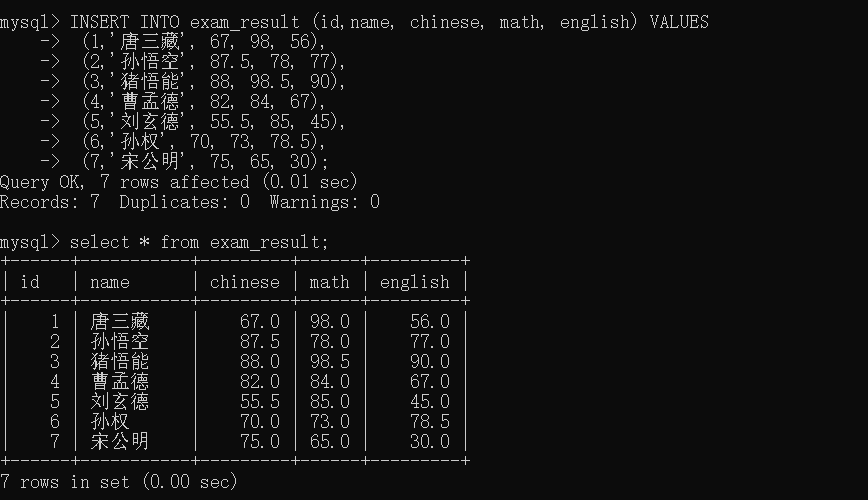 mysql> INSERT INTO exam_result (id,name, chinese, math, english) VALUES
    ->  (1,'唐三藏', 67, 98, 56),
    ->  (2,'孙悟空', 87.5, 78, 77),
    ->  (3,'猪悟能', 88, 98.5, 90),
    ->  (4,'曹孟德', 82, 84, 67),
    ->  (5,'刘玄德', 55.5, 85, 45),
    ->  (6,'孙权', 70, 73, 78.5),
    ->  (7,'宋公明', 75, 65, 30);
Query OK, 7 rows affected (0.01 sec)
Records: 7  Duplicates: 0  Warnings: 0
mysql> select * from exam_result;
+------+-----------+---------+------+---------+
| id   | name      | chinese | math | english |
+------+-----------+---------+------+---------+
|    1 | 唐三藏    |    67.0 | 98.0 |    56.0 |
|    2 | 孙悟空    |    87.5 | 78.0 |    77.0 |
|    3 | 猪悟能    |    88.0 | 98.5 |    90.0 |
|    4 | 曹孟德    |    82.0 | 84.0 |    67.0 |
|    5 | 刘玄德    |    55.5 | 85.0 |    45.0 |
|    6 | 孙权      |    70.0 | 73.0 |    78.5 |
|    7 | 宋公明    |    75.0 | 65.0 |    30.0 |
+------+-----------+---------+------+---------+
7 rows in set (0.00 sec)